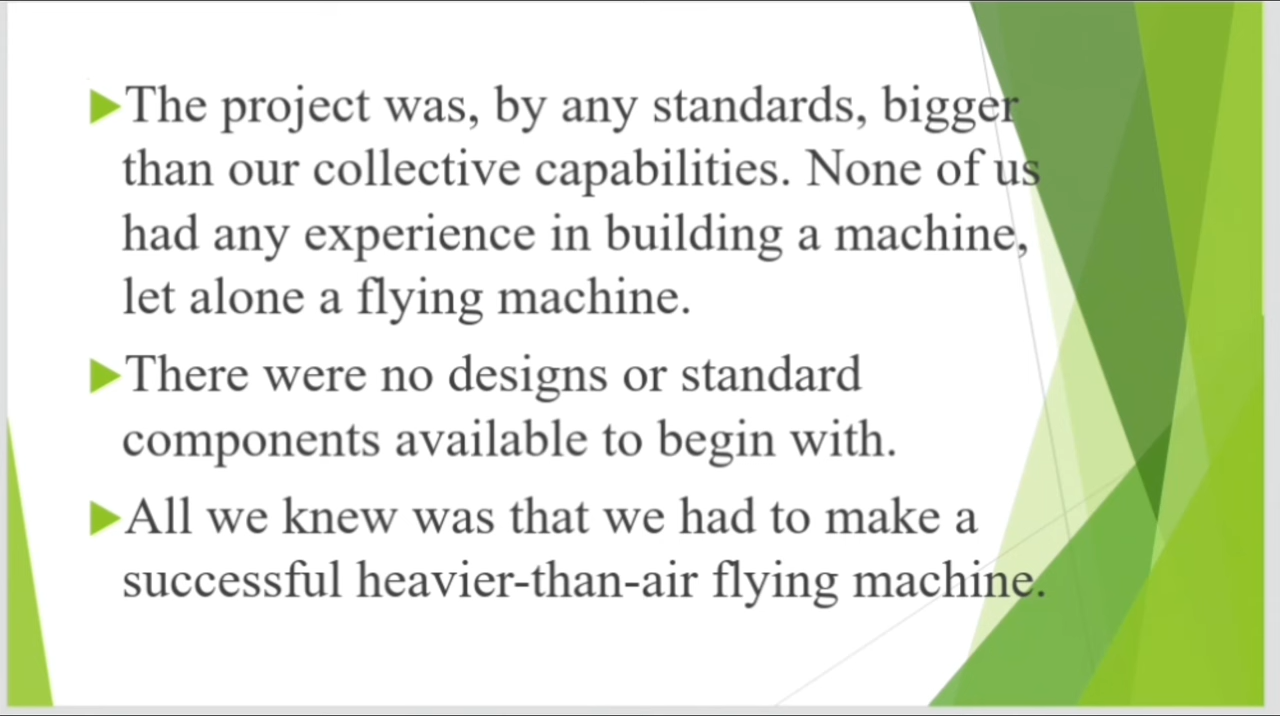 The project was, by any standards, bigger
than our collective capabilities. None of us
had any experience in building a machine,
let alone a flying machine.
There were no designs or standard
components available to begin with.
All we knew was that we had to make a
successful heavier-than-air flying machine.